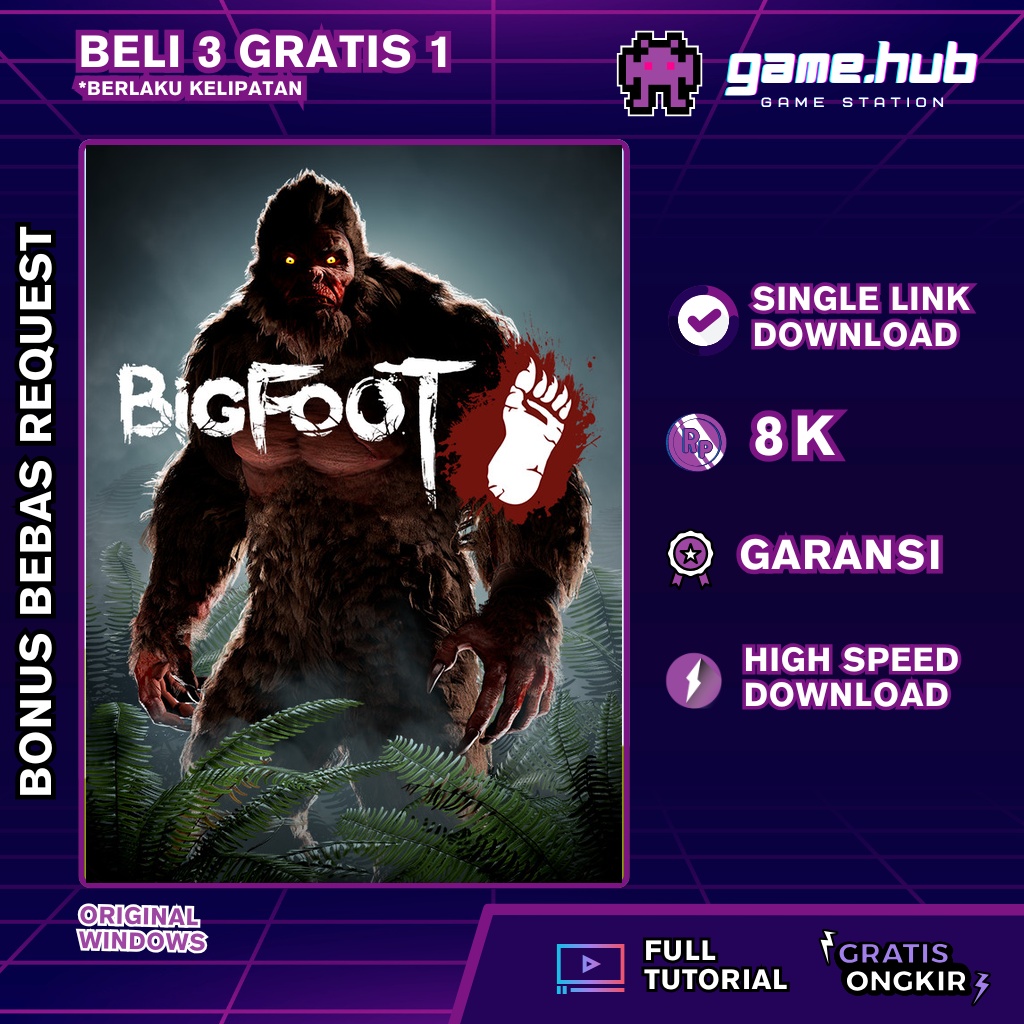 BELI 3 GRATIS 1
*BERLAKU KELIPATAN
game.hub
GAME STATION
BONUS BEBAS REQUEST
BIGFOOT
SINGLE LINK
DOWNLOAD
Rp
8K
GARANSI
HIGH SPEED
DOWNLOAD
ORIGINAL
WINDOWS
FULL
TUTORIAL
GRATIS
ONGKIR